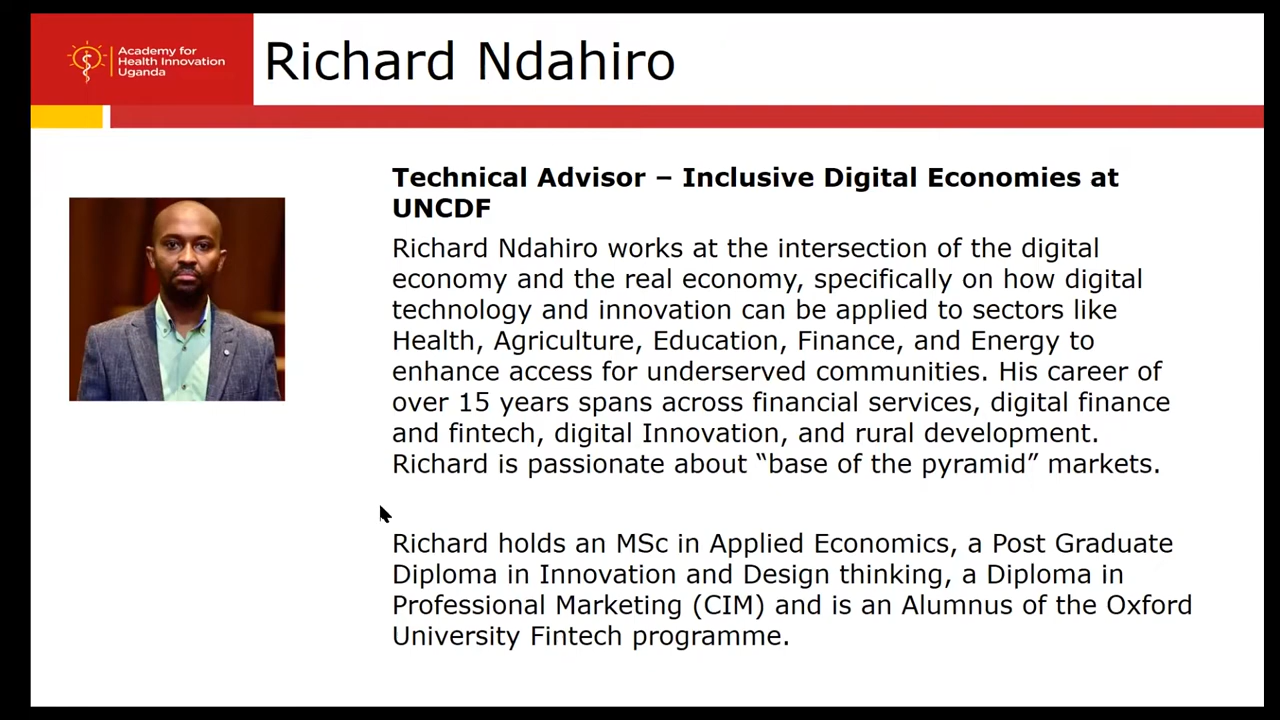 Academy for
Health Innovation
Uganda
Richard Ndahiro
Technical Advisor – Inclusive Digital Economies at
UNCDF
Richard Ndahiro works at the intersection of the digital
economy and the real economy, specifically on how digital
technology and innovation can be applied to sectors like
Health, Agriculture, Education, Finance, and Energy to
enhance access for underserved communities. His career of
over 15 years spans across financial services, digital finance
and fintech, digital Innovation, and rural development.
Richard is passionate about “base of the pyramid” markets.
Richard holds an MSc in Applied Economics, a Post Graduate
Diploma in Innovation and Design thinking, a Diploma in
Professional Marketing (CIM) and is an Alumnus of the Oxford
University Fintech programme.